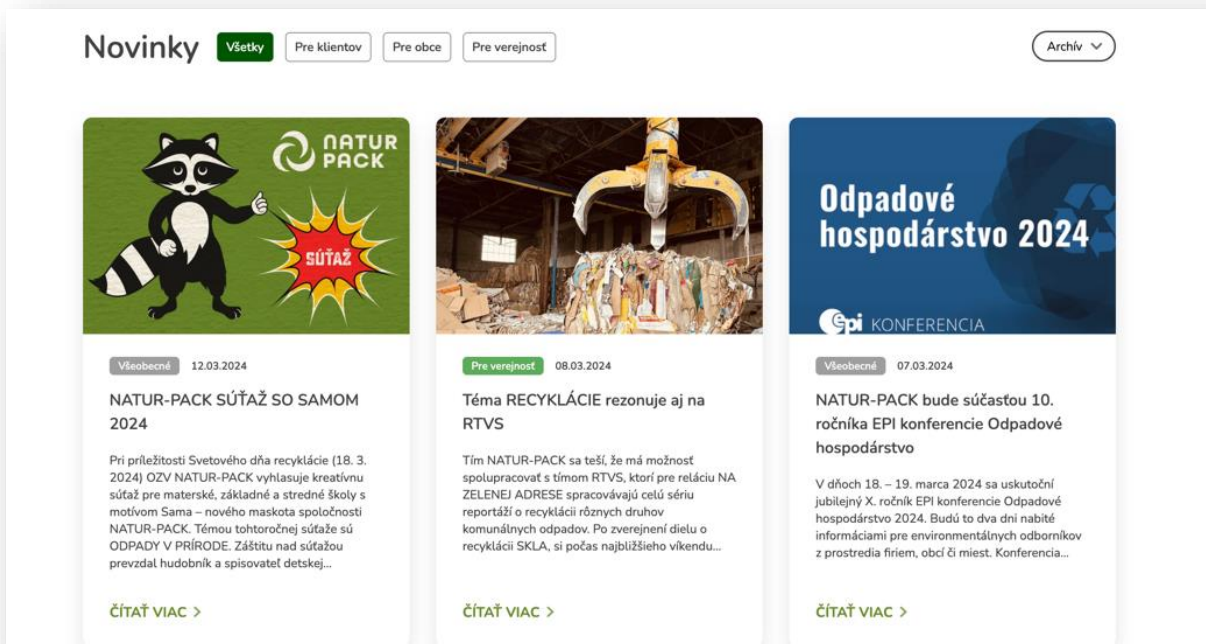 Novinky
Všetky
Pre klientov
Pre obce
Pre verejnosť
Archív
NATUR
PACK
SÚŤAŽ
Odpadové
hospodárstvo 2024
epi KONFERENCIA
Všeobecné 12.03.2024
NATUR-PACK SÚŤAŽ SO SAMOM
2024
Pri príležitosti Svetového dňa recyklácie (18. 3.
2024) OZV NATUR-PACK vyhlasuje kreatívnu
súťaž pre materské, základné a stredné školy s
motívom Sama – nového maskota spoločnosti
NATUR-PACK. Témou tohtoročnej súťaže sú
ODPADY V PRÍRODE. Záštitu nad súťažou
prevzdal hudobník a spisovateľ detskej...
ČÍTAŤ VIAC >
Pre verejnosť 08.03.2024
Téma RECYKLÁCIE rezonuje aj na
RTVS
Tím NATUR-PACK sa teší, že má možnosť
spolupracovať s tímom RTVS, ktorí pre reláciu NA
ZELENEJ ADRESE spracovávajú celú sériu
reportáží o recyklácii rôznych druhov
komunálnych odpadov. Po zverejnení dielu o
recyklácii SKLA, si počas najbližšieho víkendu...
ČÍTAŤ VIAC >
Všeobecné 07.03.2024
NATUR-PACK bude súčasťou 10.
ročníka EPI konferencie Odpadové
hospodárstvo
V dňoch 18. – 19. marca 2024 sa uskutoční
jubilejný X. ročník EPI konferencie Odpadové
hospodárstvo 2024. Budú to dva dni nabité
informáciami pre environmentálnych odborníkov
z prostredia firiem, obcí či miest. Konferencia...
ČÍTAŤ VIAC >